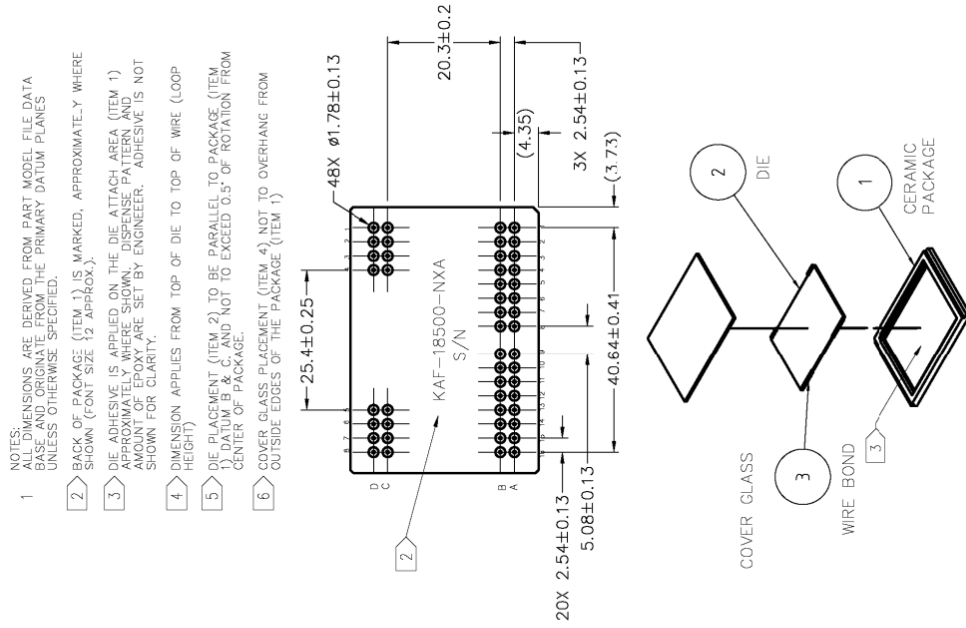 NOTES:
1 ALL DIMENSIONS ARE DERIVED FROM PART MODEL FILE DATA
BASE AND ORIGINATE FROM THE PRIMARY DATUM PLANES
UNLESS OTHERWISE SPECIFIED.
2 BACK OF PACKAGE (ITEM 1) IS MARKED, APPROXIMATELY WHERE
SHOWN (FONT SIZE 12 APPROX.).
3 DIE ADHESIVE IS APPLIED ON THE DIE ATTACH AREA (ITEM 1)
APPROXIMATELY WHERE SHOWN. DISPENSE PATTERN AND
AMOUNT OF EPOXY ARE SET BY ENGINEEER. ADHESIVE IS NOT
SHOWN FOR CLARITY.
4 DIMENSION APPLIES FROM TOP OF DIE TO TOP OF WIRE (LOOP
HEIGHT)
5 DIE PLACEMENT (ITEM 2) TO BE PARALLEL TO PACKAGE (ITEM
1) DATUM B & C, AND NOT TO EXCEED 0.5° OF ROTATION FROM
CENTER OF PACKAGE.
6 COVER GLASS PLACEMENT (ITEM 4) NOT TO OVERHANG FROM
OUTSIDE EDGES OF THE PACKAGE (ITEM 1)
25.4±0.25
48X ø1.78±0.13
20.3±0.2
D
C
KAF-18500-NXA
S/N
2
B
A
(4.35)
3X 2.54±0.13
(3.73)
20X 2.54±0.13
5.08±0.13
40.64±0.41
COVER GLASS
3
2
DIE
WIRE BOND
3
1
CERAMIC
PACKAGE